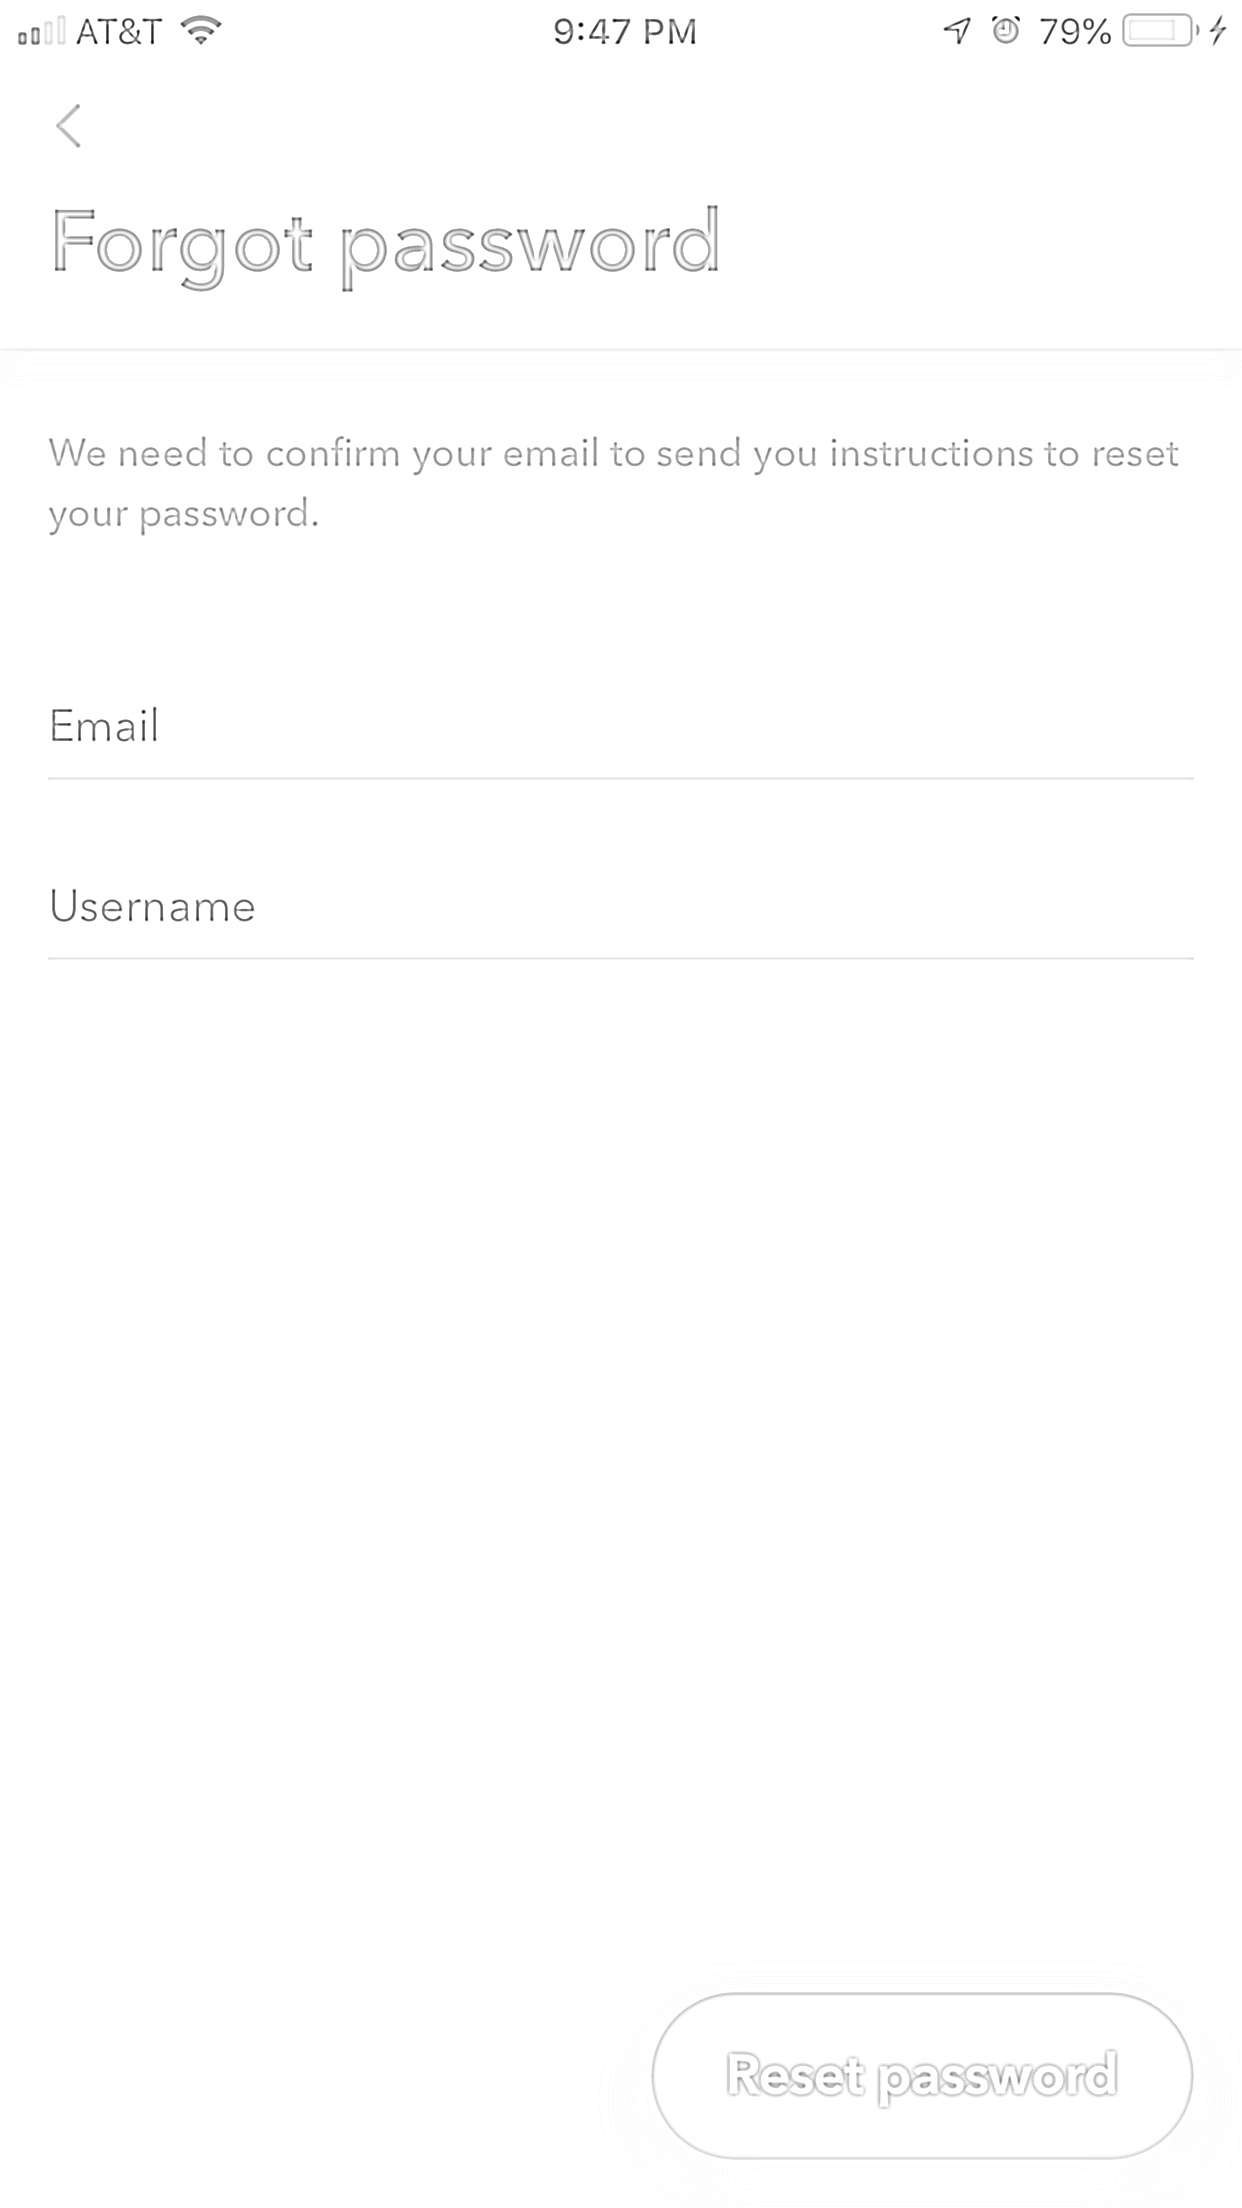 AT&T 9:47 PM 79%
Forgot password
We need to confirm your email to send you instructions to reset
your password.
Email
Username
Reset password